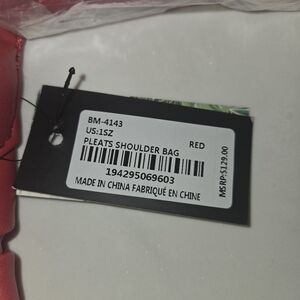 BM-4143
US:1SZ
PLEATS SHOULDER BAG RED
194295069603
MADE IN CHINA FABRIQUÉ EN CHINE
MSRP:$129.00